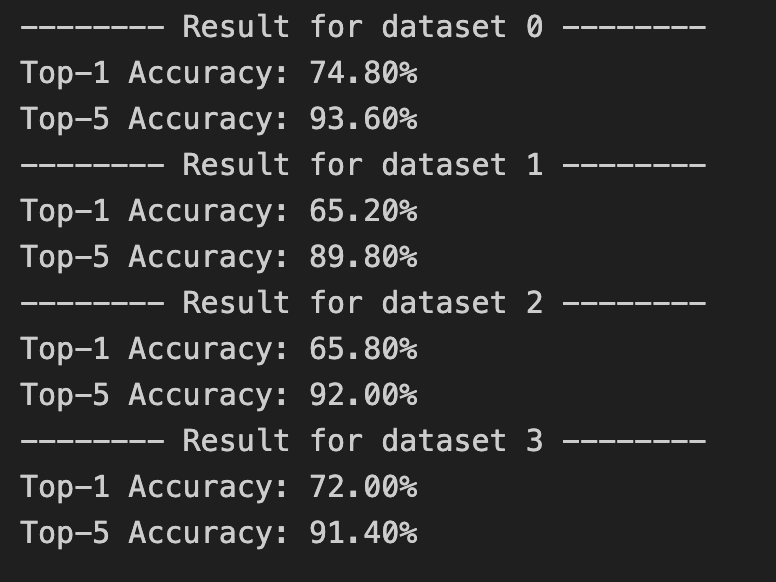 -------- Result for dataset 0 --------
Top-1 Accuracy: 74.80%
Top-5 Accuracy: 93.60%
-------- Result for dataset 1 --------
Top-1 Accuracy: 65.20%
Top-5 Accuracy: 89.80%
-------- Result for dataset 2 --------
Top-1 Accuracy: 65.80%
Top-5 Accuracy: 92.00%
-------- Result for dataset 3 --------
Top-1 Accuracy: 72.00%
Top-5 Accuracy: 91.40%